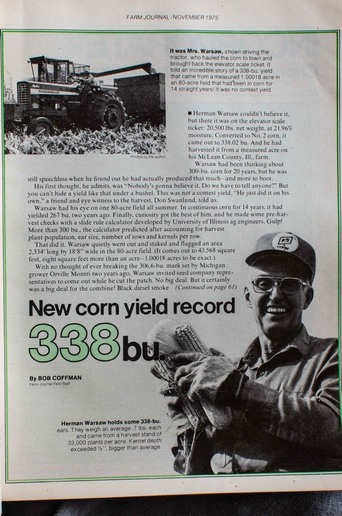 FARM JOURNAL/NOVEMBER 1975
It was Mrs. Warsaw, shown driving the
tractor, who hauled the corn to town and
brought back the elevator scale ticket. It
told an incredible story of a 338-bu. yield
that came from a measured 1.00018 acre in
an 80-acre field that had been in corn for
14 straight years! It was no contest yield.
Photos by the author
■ Herman Warsaw couldn't believe it,
but there it was on the elevator scale
ticket: 20,500 lbs. net weight, at 21.96%
moisture. Converted to No. 2 corn, it
came out to 338.02 bu. And he had
harvested it from a measured acre on
his McLean County, Ill., farm.
Warsaw had been thinking about
300-bu. corn for 20 years, but he was
still speechless when he found out he had actually produced that much—and more to boot.
His first thought, he admits, was "Nobody's gonna believe it. Do we have to tell anyone?" But
you can't hide a yield like that under a bushel. This was not a contest yield. "He just did it on his
own," a friend and eye witness to the harvest, Don Swanlund, told us.
Warsaw had his eye on one 80-acre field all summer. In continuous corn for 14 years, it had
yielded 267 bu. two years ago. Finally, curiosity got the best of him, and he made some pre-har-
vest checks with a slide rule calculator developed by University of Illinois ag engineers. Gulp!
More than 300 bu., the calculator predicted after accounting for harvest
plant population, ear size, number of rows and kernels per row.
That did it. Warsaw quietly went out and staked and flagged an area
2,334' long by 18'8" wide in the 80-acre field. (It comes out to 43,568 square
feet, eight square feet more than an acre–1.00018 acres to be exact.)
With no thought of ever breaking the 306.6-bu. mark set by Michigan
grower Orville Montri two years ago, Warsaw invited seed company repre-
sentatives to come out while he cut the patch. No big deal. But it certainly
was a big deal for the combine! Black diesel smoke (Continued on page 61)
New corn yield record
338 bu.
By BOB COFFMAN
Farm Journal Field Staff
Herman Warsaw holds some 338-bu.
ears. They weigh an average .7 lbs. each
and came from a harvest stand of
33,000 plants per acre. Kernel depth
exceeded ½", bigger than average.